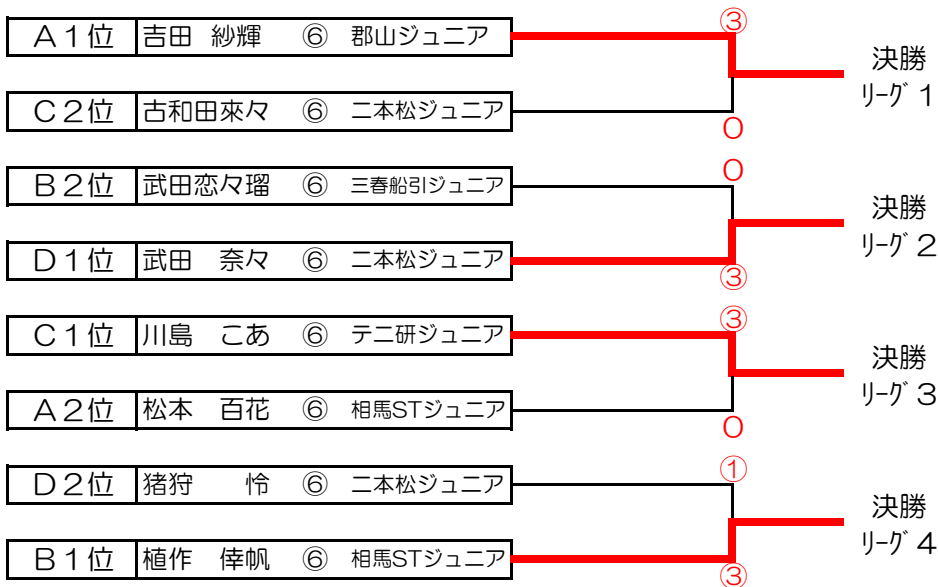 ③
A1位 吉田 紗輝 ⑥ 郡山ジュニア
決勝
リーグ 1
C2位 古和田來々 ⑥ 二本松ジュニア
0
0
B2位 武田恋々瑠 ⑥ 三春船引ジュニア
決勝
リーグ 2
D1位 武田 奈々 ⑥ 二本松ジュニア
③
③
C1位 川島 こあ ⑥ テニ研ジュニア
決勝
リーグ 3
A2位 松本 百花 ⑥ 相馬STジュニア
0
①
D2位 猪狩 怜 ⑥ 二本松ジュニア
決勝
リーグ 4
B1位 植作 倖帆 ⑥ 相馬STジュニア
③